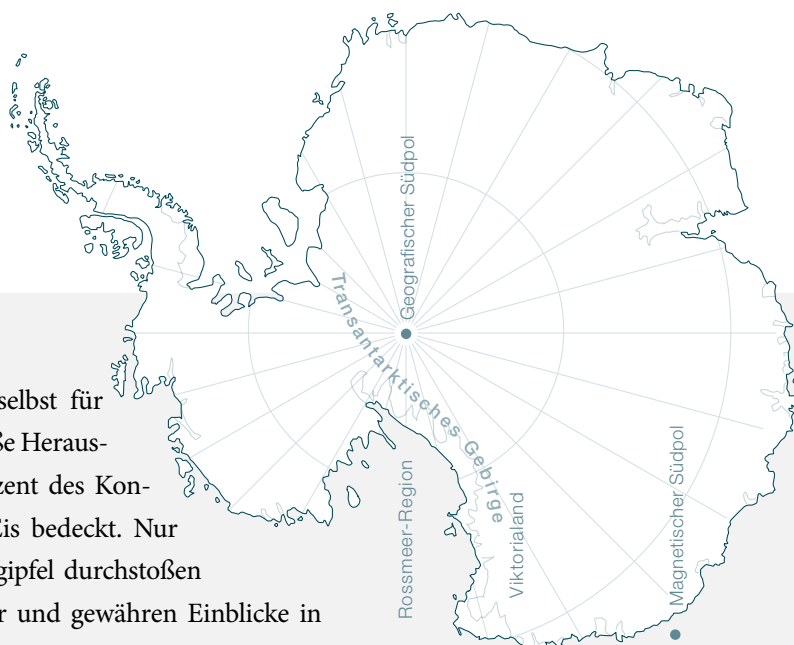 Geografischer Südpol
Transantarktisches Gebirge
Rossmeer-Region
Viktorialand
Magnetischer Südpol
selbst für
ße Heraus-
zent des Kon-
Eis bedeckt. Nur
gipfel durchstoßen
r und gewähren Einblicke in